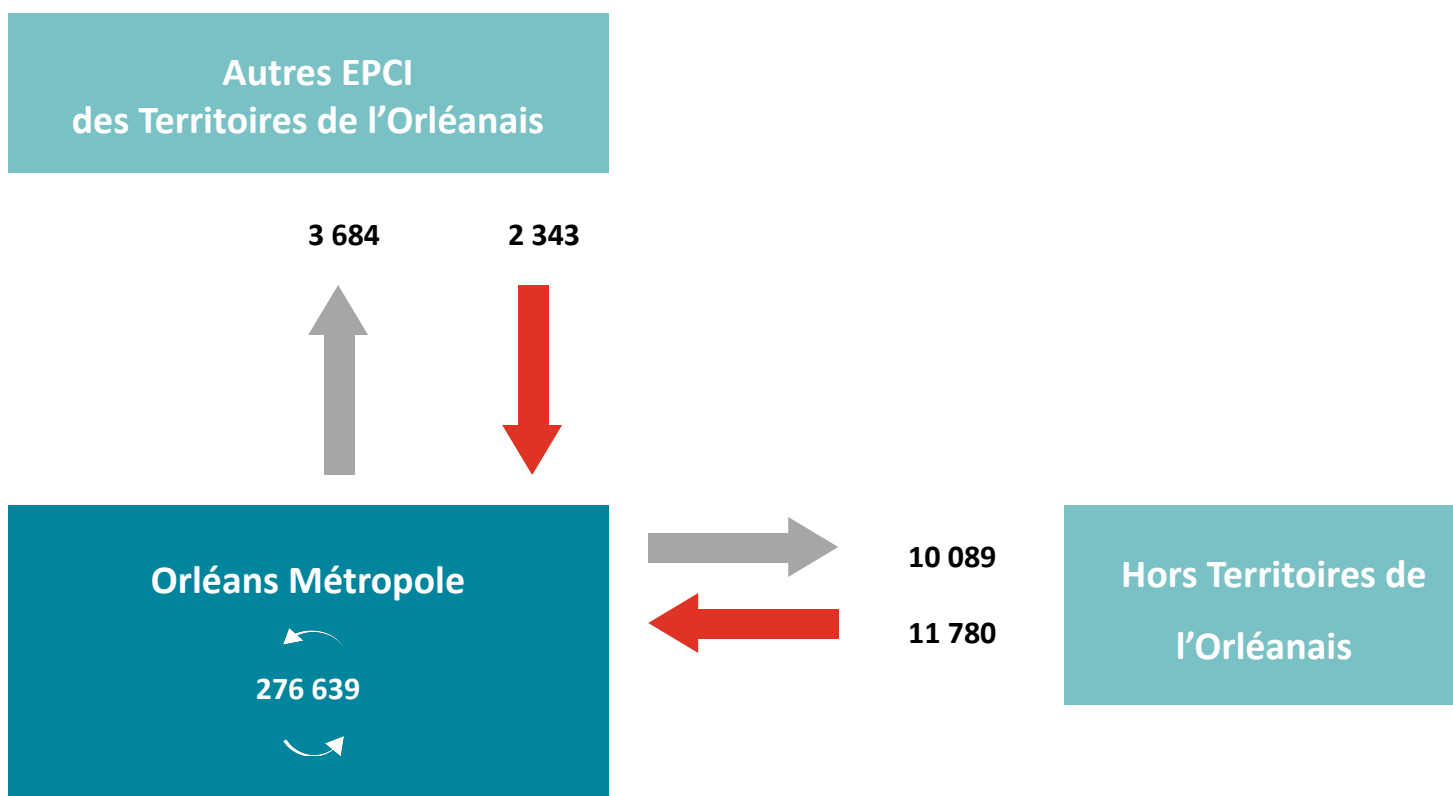 Autres EPCI
des Territoires de l’Orléanais
3 684
2 343
Orléans Métropole
276 639
10 089
11 780
Hors Territoires de
l’Orléanais